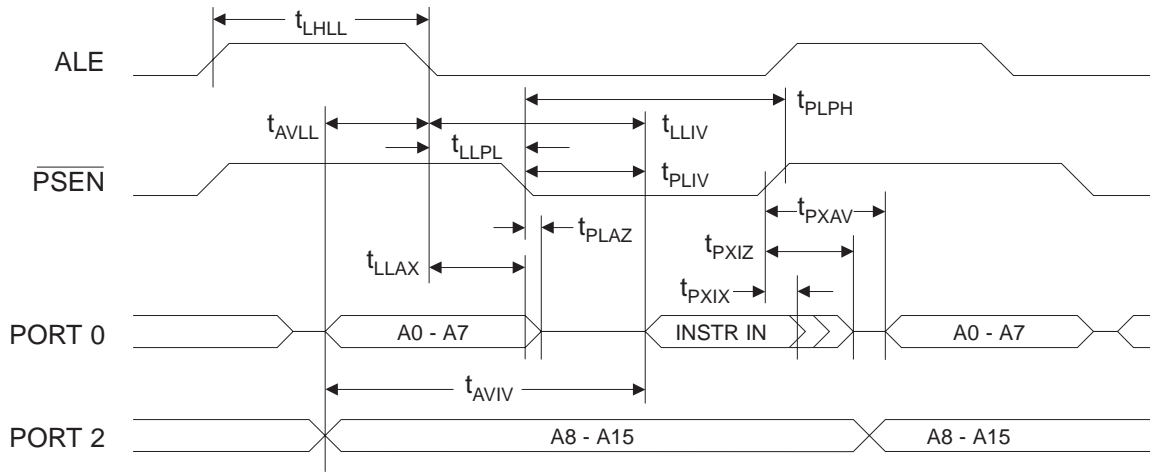 tLHLL
ALE
tPLPH
tAVLL
tLLIV
tLLPL
PSEN
tPLIV
tPXAV
tPLAZ
tPXIZ
tLLAX
tPXIX
PORT 0
A0 - A7
INSTR IN
A0 - A7
tAVIV
PORT 2
A8 - A15
A8 - A15